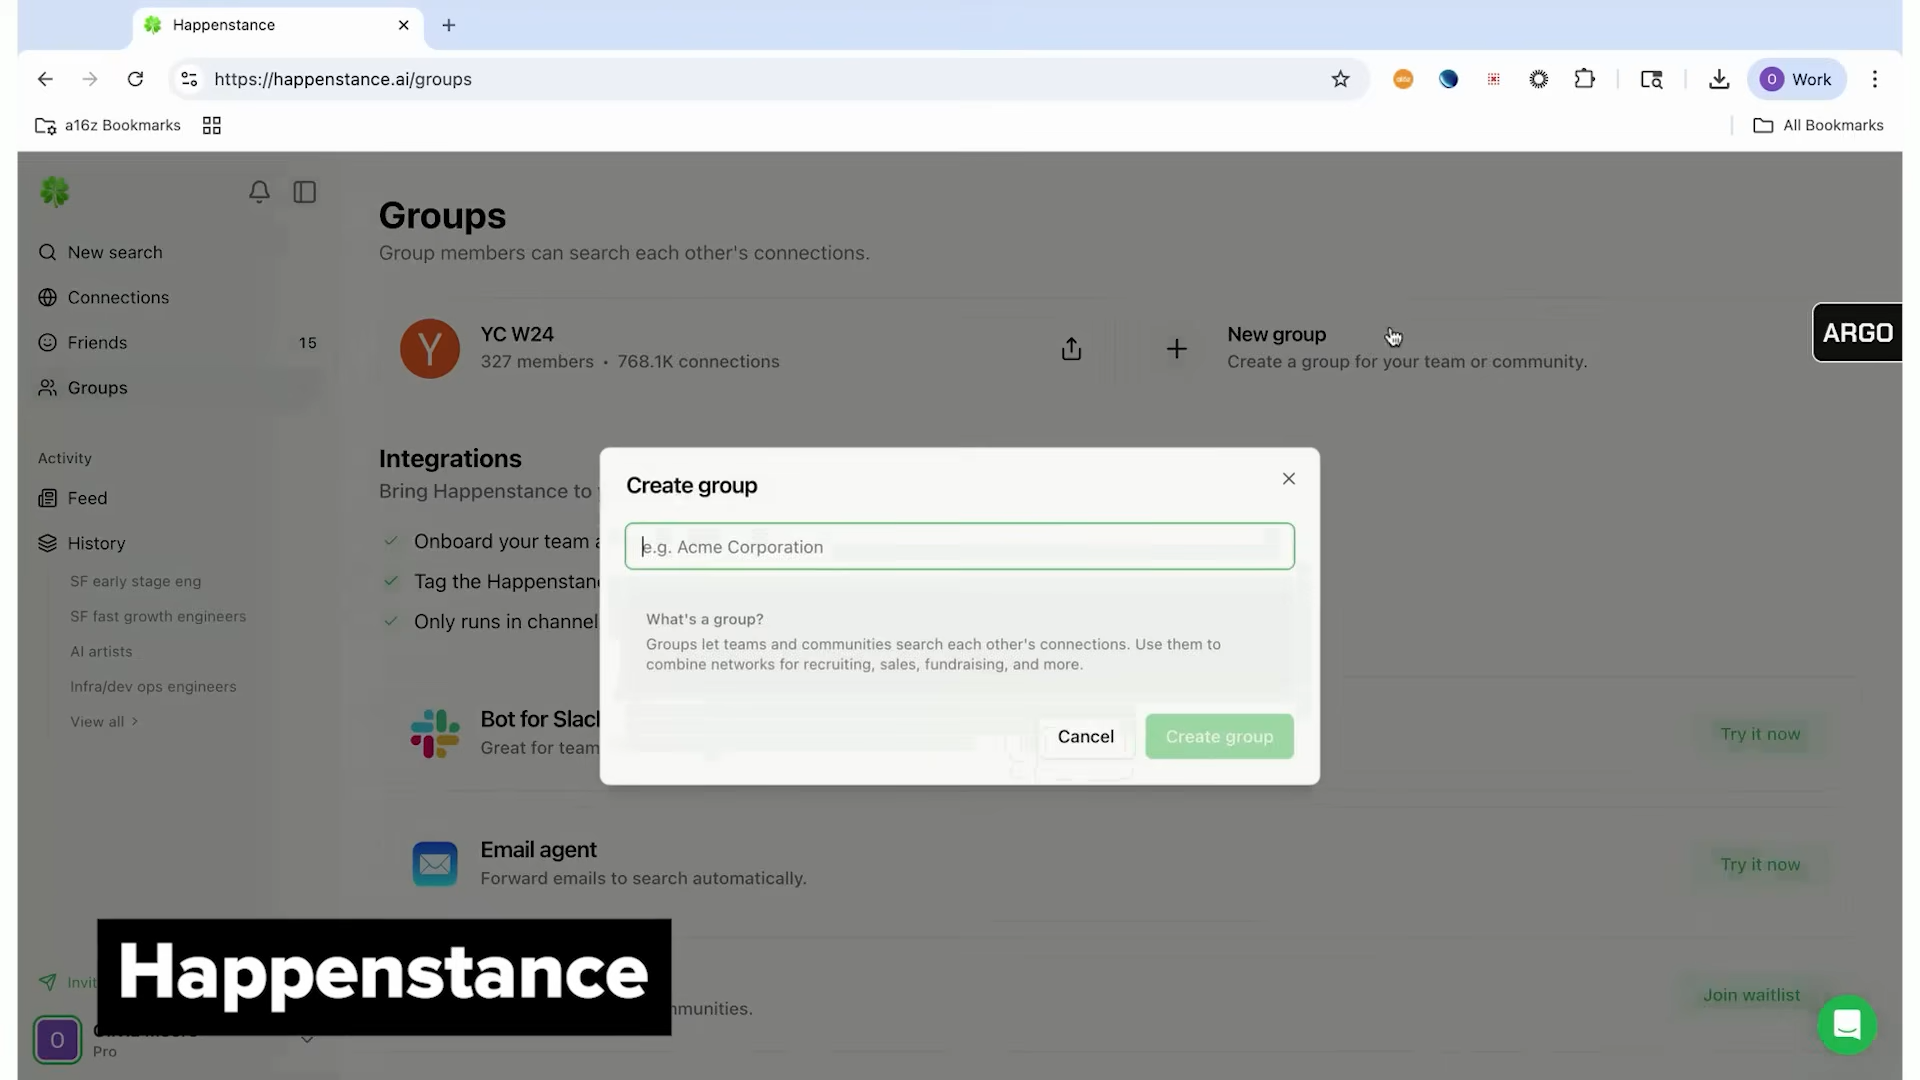 Happenstance
https://happenstance.ai/groups
O Work
a16z Bookmarks
All Bookmarks
New search
Connections
Friends 15
Groups
Activity
Feed
History
SF early stage eng
SF fast growth engineers
AI artists
Infra/dev ops engineers
View all
O
Pro
Groups
Group members can search each other's connections.
Y
YC W24
327 members · 768.1K connections
New group
Create a group for your team or community.
ARGO
Integrations
Bring Happenstance to
Onboard your team
Tag the
Only runs in
Bot for
Great for
Try it now
Email agent
Forward emails to search automatically.
Try it now
Join waitlist
Create group
e.g. Acme Corporation
What's a group?
Groups let teams and communities search each other's connections. Use them to
combine networks for recruiting, sales, fundraising, and more.
Cancel
Create group
Happenstance